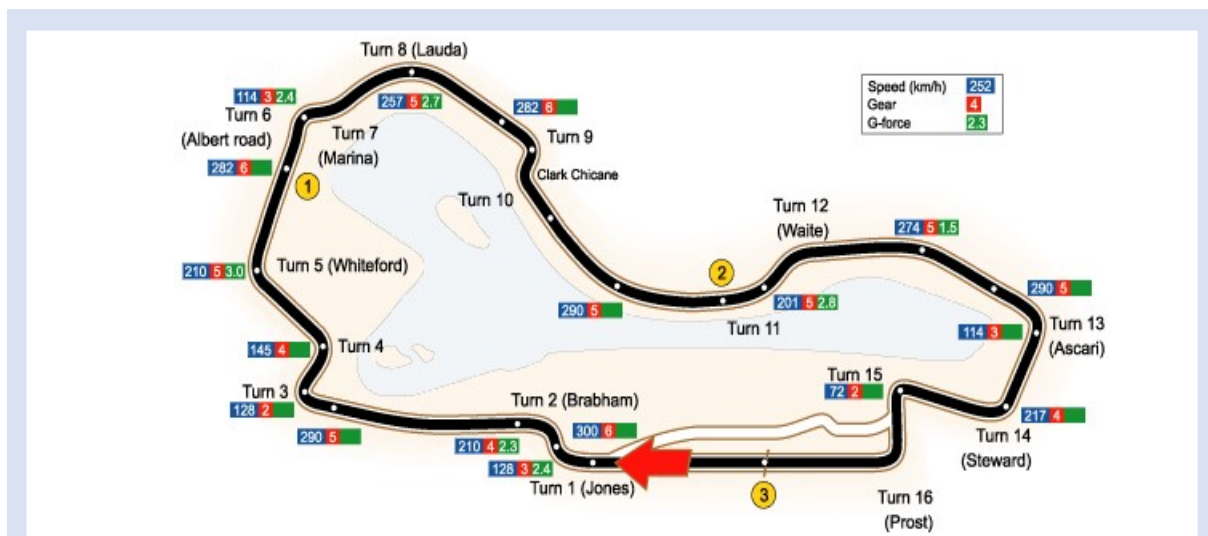 Turn 8 (Lauda)
114 3 2.4
257 5 2.7
282 6
Speed (km/h) 252
Gear 4
G-force 2.3
Turn 6
(Albert road)
Turn 7
(Marina)
Turn 9
282 6
1
Clark Chicane
Turn 10
Turn 12
(Waite)
274 5 1.5
210 5 3.0
Turn 5 (Whiteford)
2
290 5
201 5 2.8
290 5
Turn 11
114 3
Turn 13
(Ascari)
145 4
Turn 4
Turn 3
128 2
Turn 15
72 2
Turn 2 (Brabham)
290 5
300 6
217 4
210 4 2.3
Turn 14
(Steward)
128 3 2.4
Turn 1 (Jones)
3
Turn 16
(Prost)